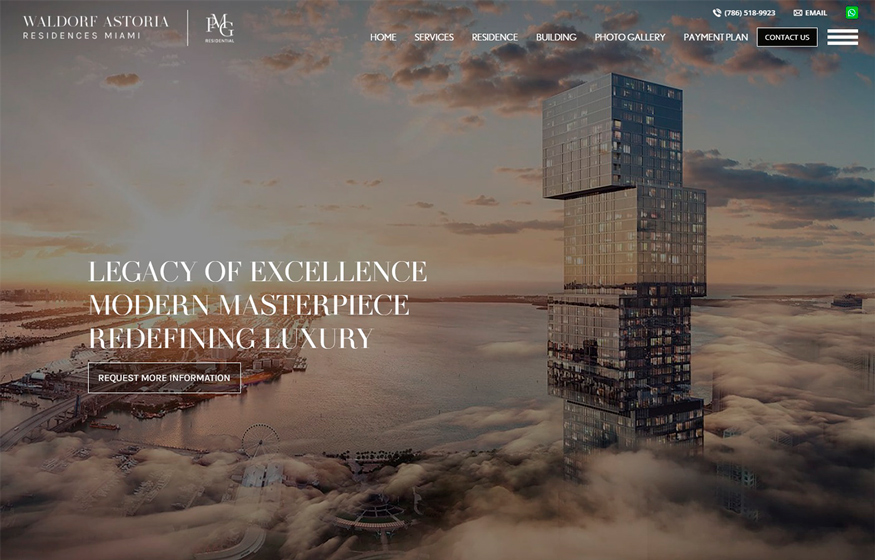 WALDORF ASTORIA
RESIDENCES MIAMI
PMG
RESIDENTIAL
(786) 518-9923
EMAIL
HOME
SERVICES
RESIDENCE
BUILDING
PHOTO GALLERY
PAYMENT PLAN
CONTACT US
LEGACY OF EXCELLENCE
MODERN MASTERPIECE
REDEFINING LUXURY
REQUEST MORE INFORMATION